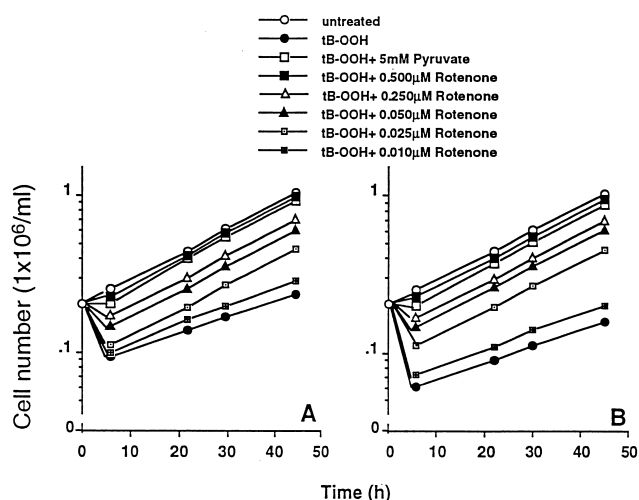 untreated
tB-OOH
tB-OOH+ 5mM Pyruvate
tB-OOH+ 0.500µM Rotenone
tB-OOH+ 0.250µM Rotenone
tB-OOH+ 0.050µM Rotenone
tB-OOH+ 0.025µM Rotenone
tB-OOH+ 0.010µM Rotenone
Cell number (1x10⁶/ml)
1
.1
0
0 10 20 30 40 50
A
1
.1
0
0 10 20 30 40 50
B
Time (h)